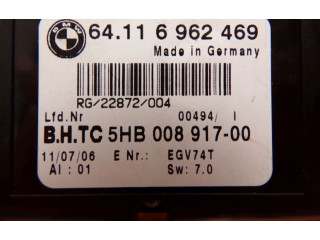 BMW
64.11 6 962 469
Made in Germany
RG/22872/004
Lfd.Nr 00494/ I
B.H.TC 5HB 008 917-00
11/07/06 E Nr.: EGV74T
AI : 01 Sw: 7.0